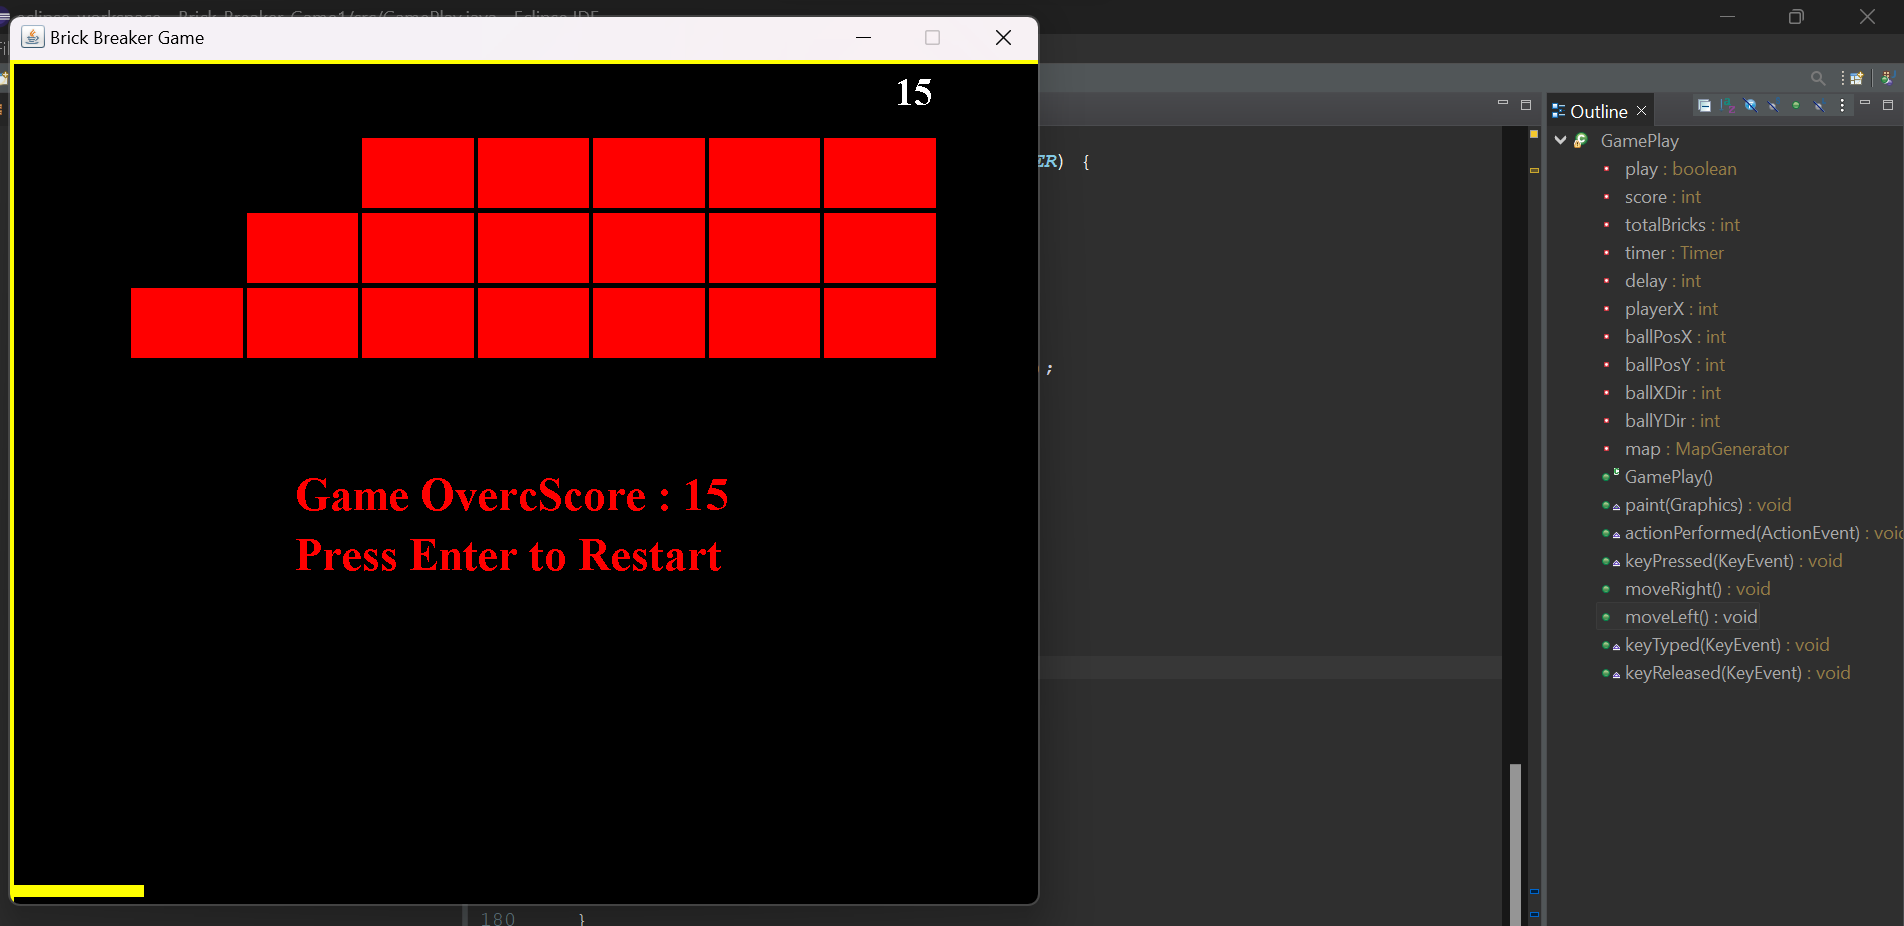 eclipse-workspace - Brick-Breaker-Game1/src/GamePlay.java - Eclipse IDE
Brick Breaker Game
15
Game OvercScore : 15
Press Enter to Restart
ER) {
;
180 }
Outline
GamePlay
play : boolean
score : int
totalBricks : int
timer : Timer
delay : int
playerX : int
ballPosX : int
ballPosY : int
ballXDir : int
ballYDir : int
map : MapGenerator
GamePlay()
paint(Graphics) : void
actionPerformed(ActionEvent) : voi
keyPressed(KeyEvent) : void
moveRight() : void
moveLeft() : void
keyTyped(KeyEvent) : void
keyReleased(KeyEvent) : void